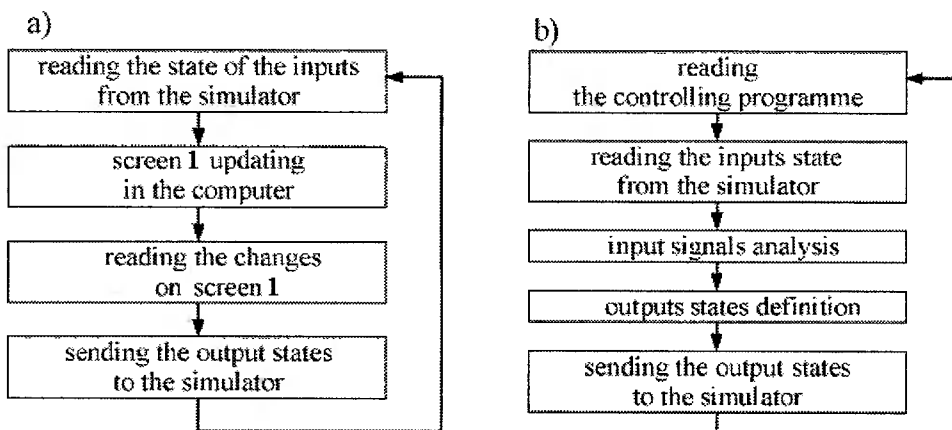 a)
reading the state of the inputs
from the simulator
screen 1 updating
in the computer
reading the changes
on screen 1
sending the output states
to the simulator
b)
reading
the controlling programme
reading the inputs state
from the simulator
input signals analysis
outputs states definition
sending the output states
to the simulator